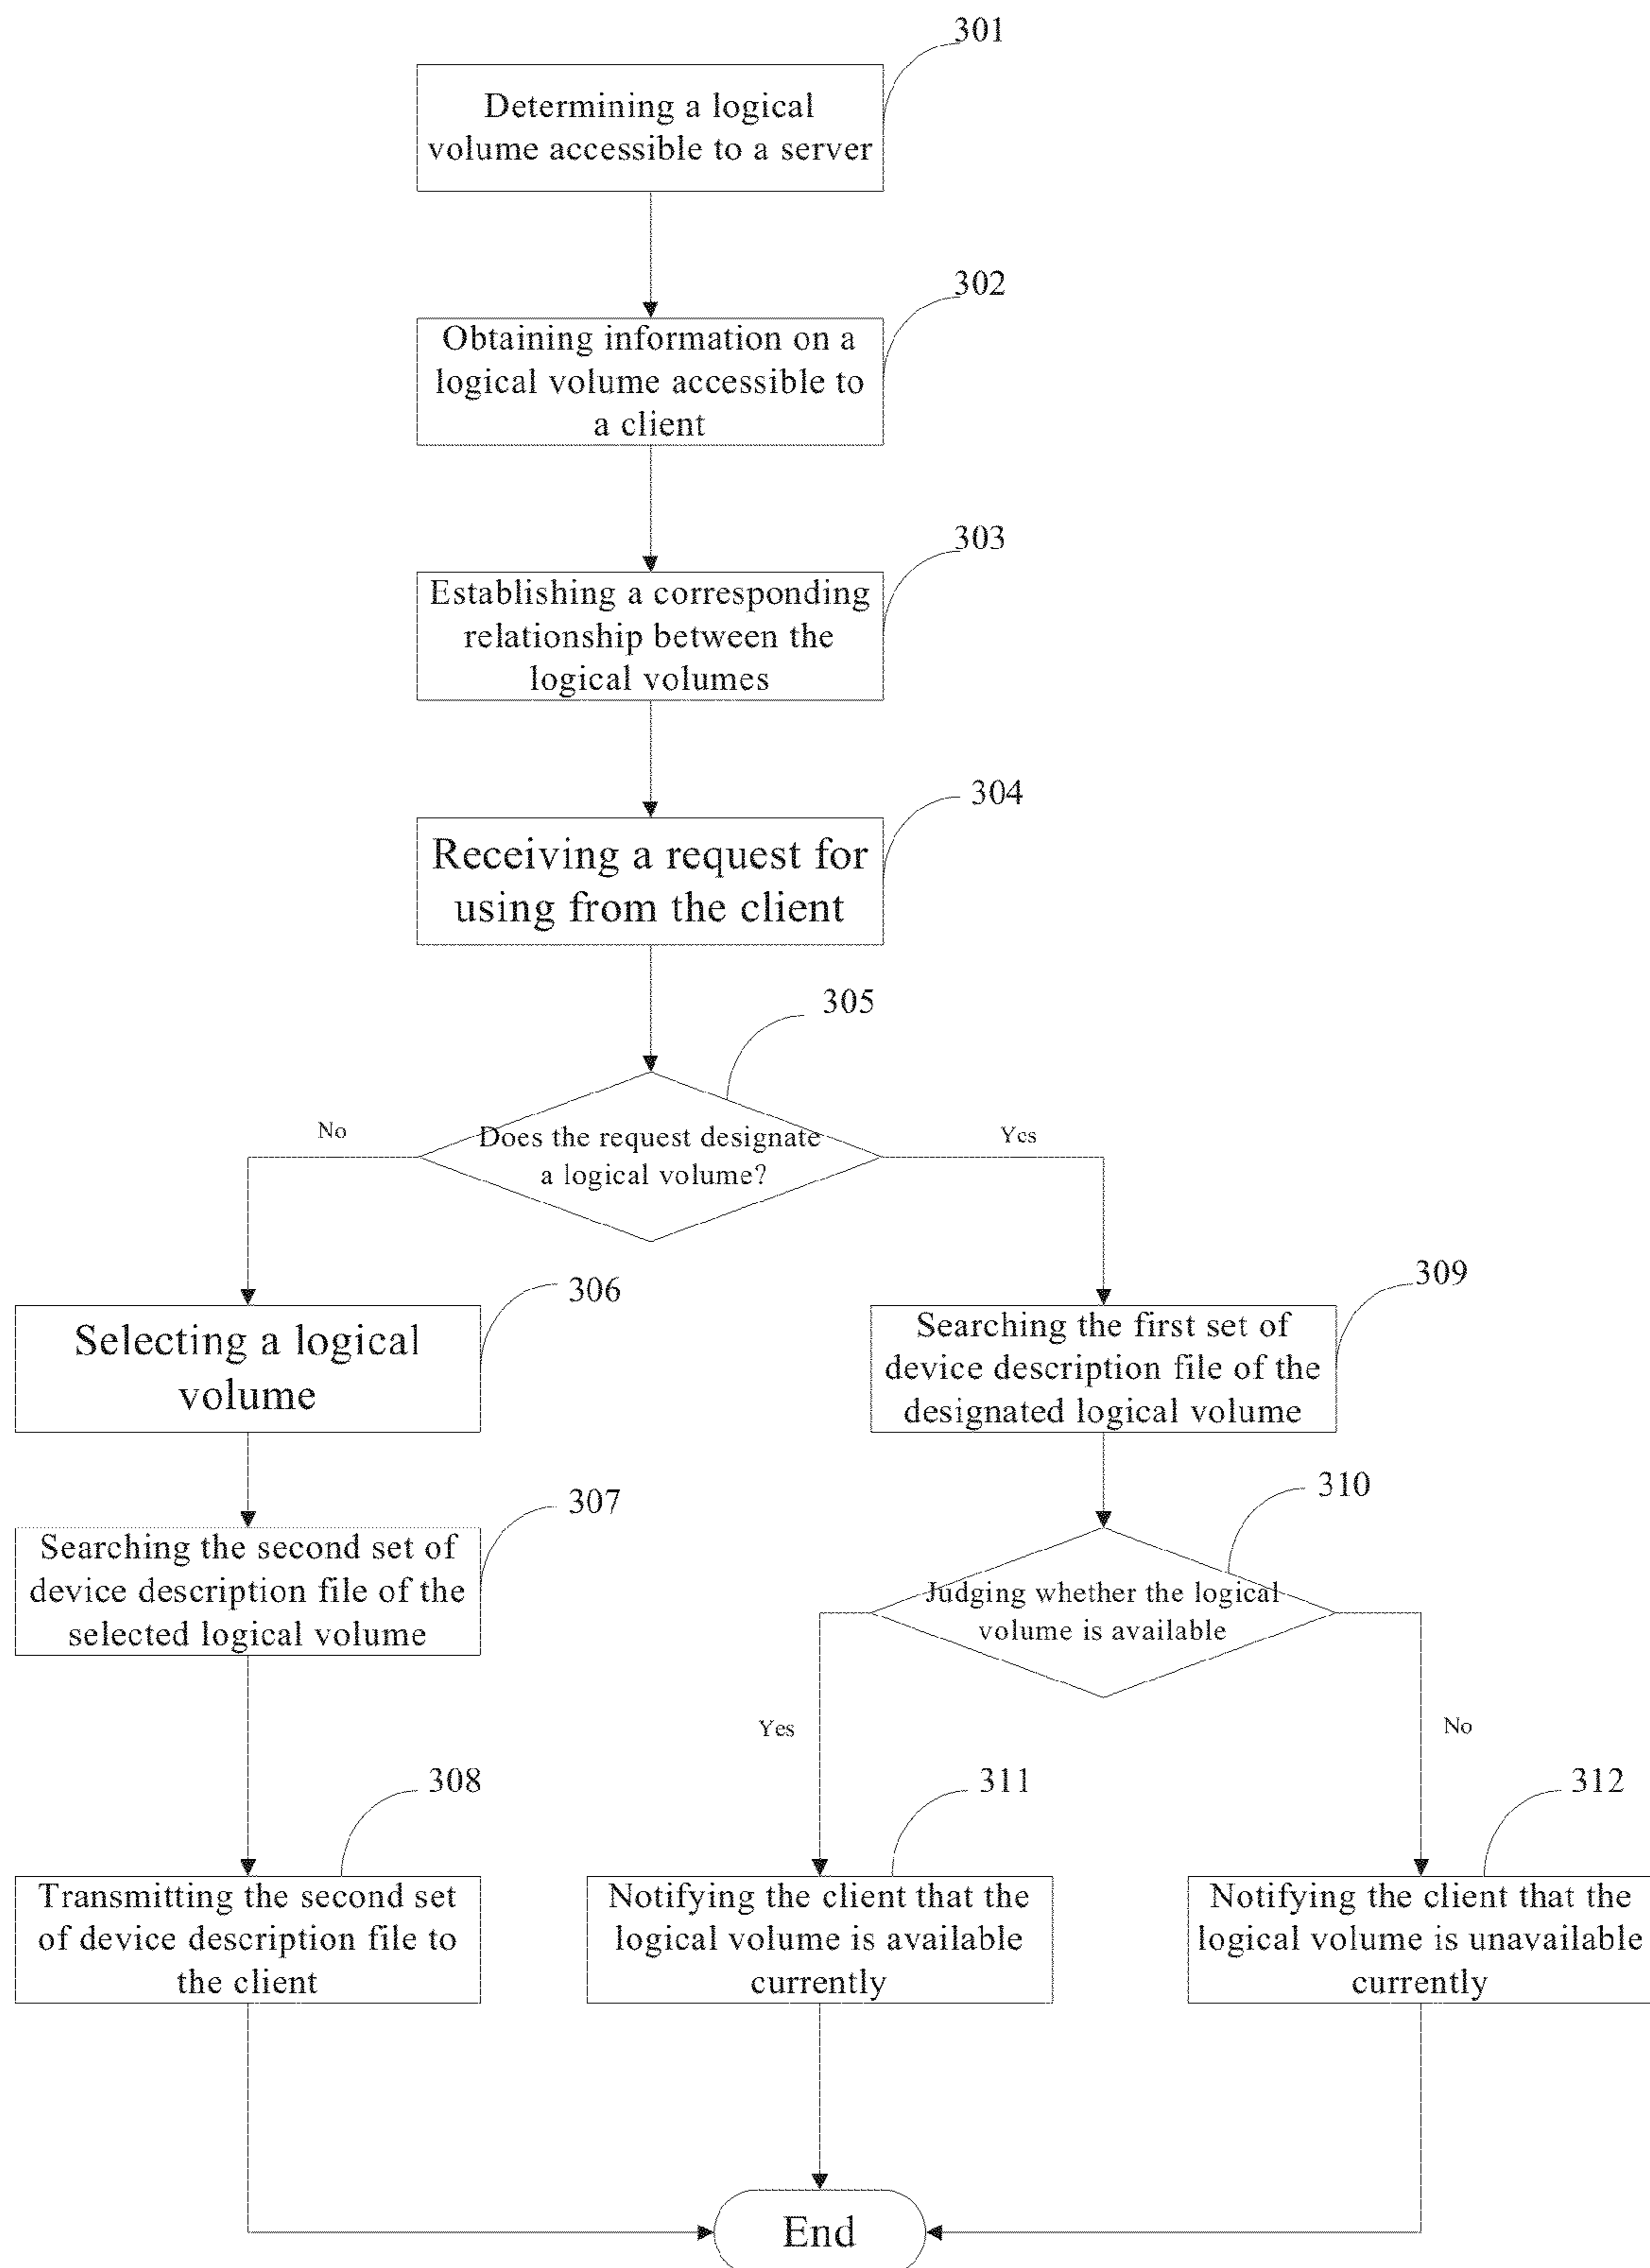 301
Determining a logical
volume accessible to a server
302
Obtaining information on a
logical volume accessible to
a client
303
Establishing a corresponding
relationship between the
logical volumes
304
Receiving a request for
using from the client
305
No
Does the request designate
a logical volume?
Yes
306
Selecting a logical
volume
309
Searching the first set of
device description file of the
designated logical volume
307
Searching the second set of
device description file of the
selected logical volume
310
Judging whether the logical
volume is available
Yes
No
308
Transmitting the second set
of device description file to
the client
311
Notifying the client that the
logical volume is available
currently
312
Notifying the client that the
logical volume is unavailable
currently
End